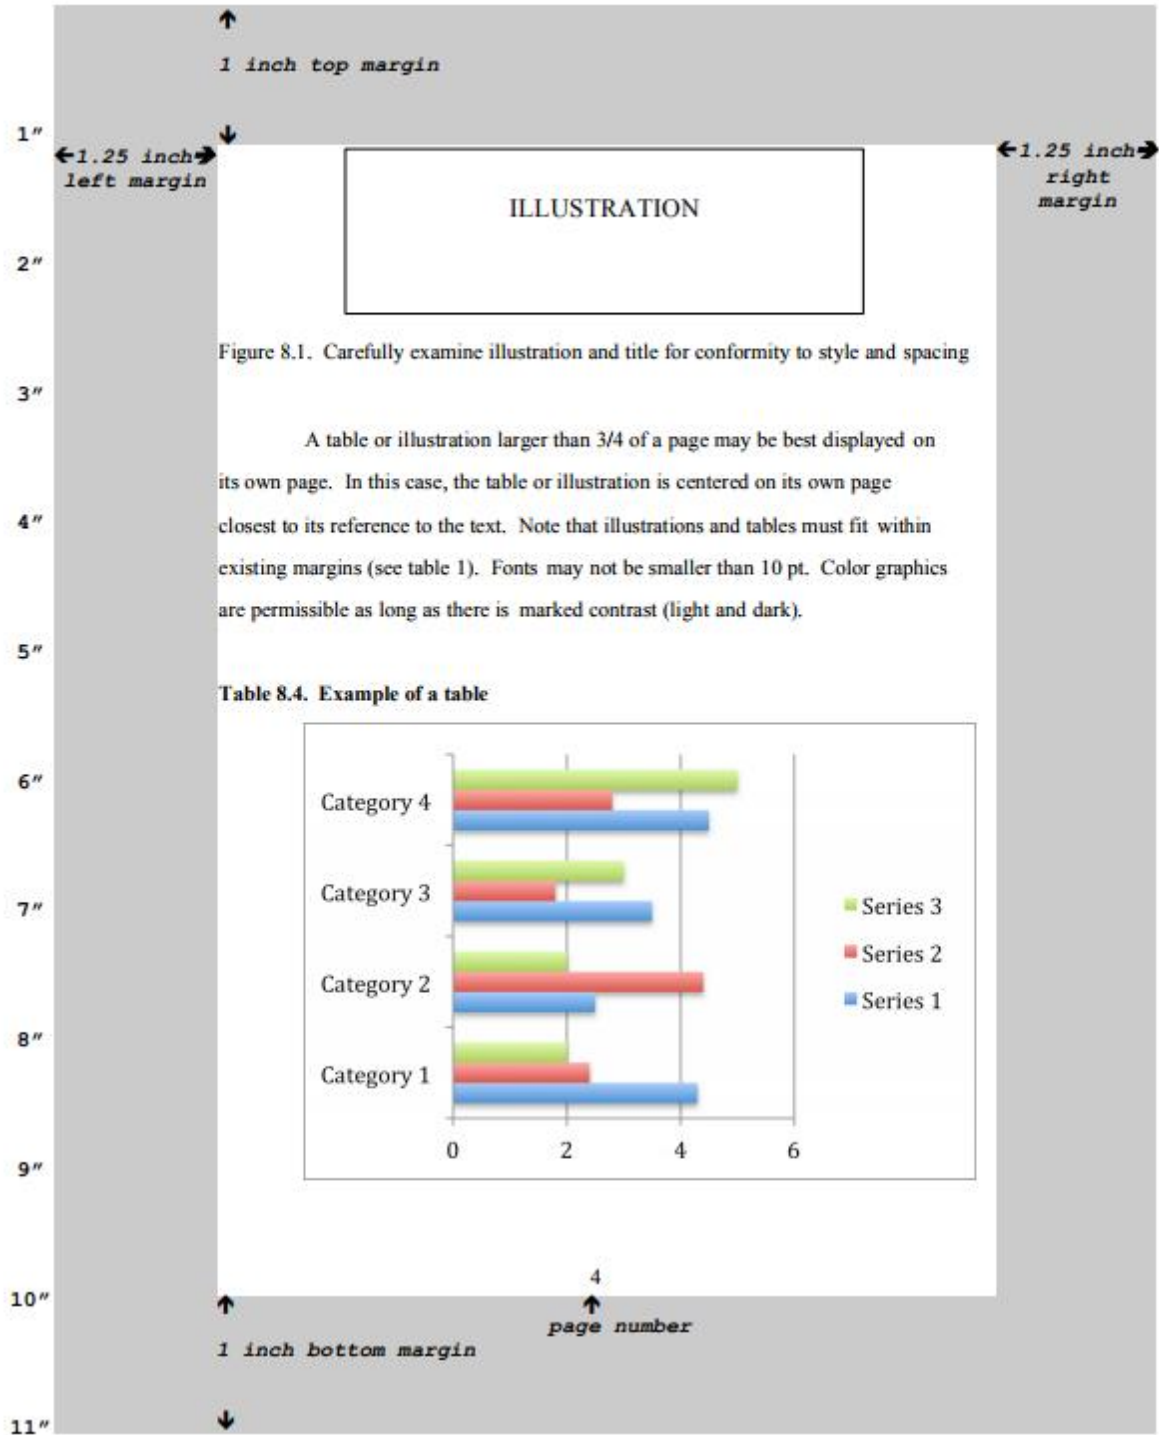 1 inch top margin
1"
1.25 inch
left margin
1.25 inch
right
margin
ILLUSTRATION
2"
Figure 8.1. Carefully examine illustration and title for conformity to style and spacing
3"
A table or illustration larger than 3/4 of a page may be best displayed on
its own page. In this case, the table or illustration is centered on its own page
4"
closest to its reference to the text. Note that illustrations and tables must fit within
existing margins (see table 1). Fonts may not be smaller than 10 pt. Color graphics
are permissible as long as there is marked contrast (light and dark).
5"
Table 8.4. Example of a table
6"
Category 4
Category 3
7"
Series 3
Series 2
Category 2
Series 1
8"
Category 1
0 2 4 6
9"
4
10"
page number
1 inch bottom margin
11"